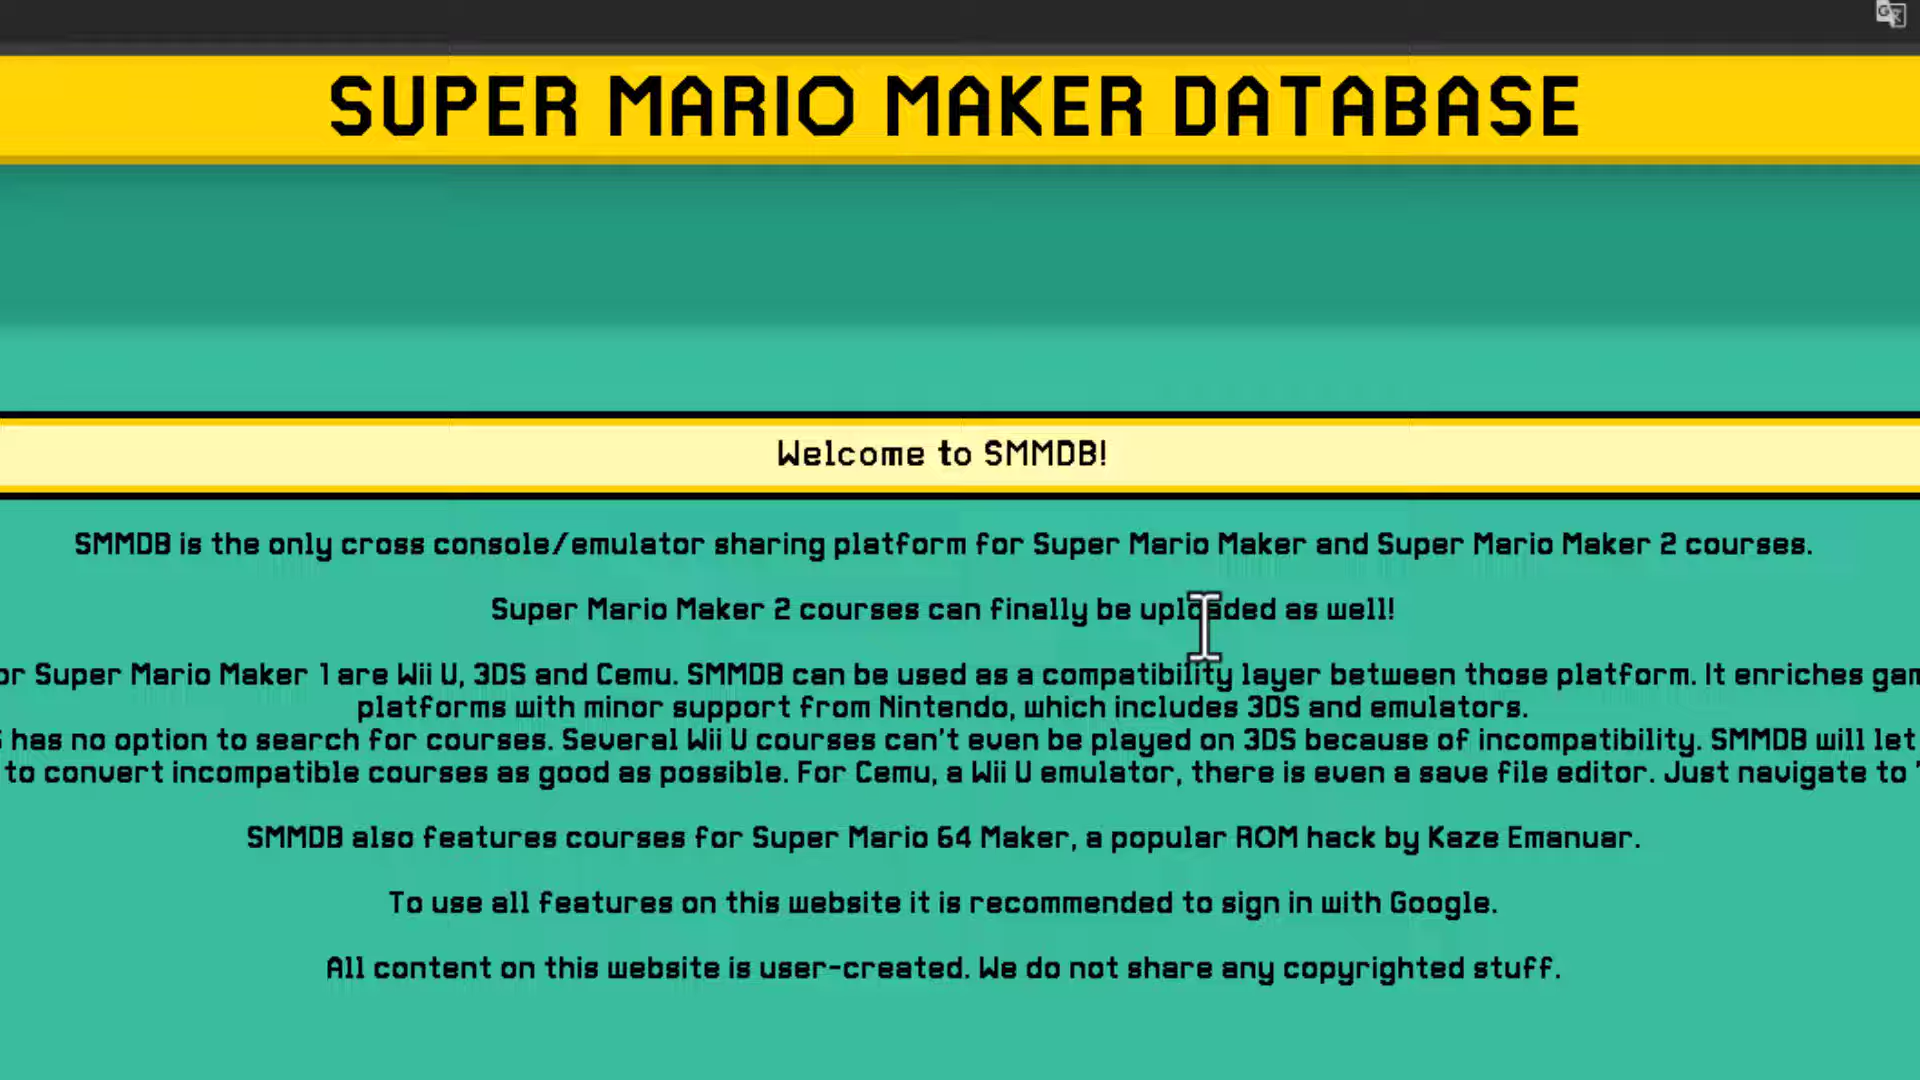 SUPER MARIO MAKER DATABASE
Welcome to SMMDB!
SMMDB is the only cross console/emulator sharing platform for Super Mario Maker and Super Mario Maker 2 courses.
Super Mario Maker 2 courses can finally be uploaded as well!
or Super Mario Maker 1 are Wii U, 3DS and Cemu. SMMDB can be used as a compatibility layer between those platform. It enriches gam
platforms with minor support from Nintendo, which includes 3DS and emulators.
has no option to search for courses. Several Wii U courses can't even be played on 3DS because of incompatibility. SMMDB will let
to convert incompatible courses as good as possible. For Cemu, a Wii U emulator, there is even a save file editor. Just navigate to
SMMDB also features courses for Super Mario 64 Maker, a popular ROM hack by Kaze Emanuar.
To use all features on this website it is recommended to sign in with Google.
All content on this website is user-created. We do not share any copyrighted stuff.